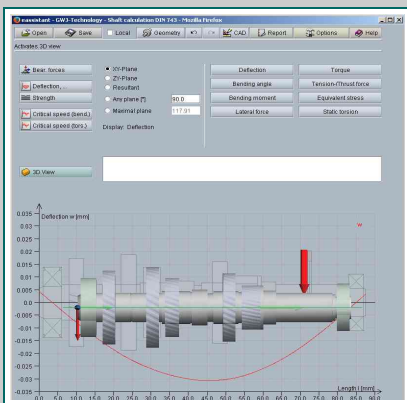 eassistant - GWJ-Technology - Shaft calculation DIN 743 - Mozilla Firefox
Open Save Local Geometry CAD Report Options Help
Activates 3D view
Bear. forces
Deflection, ...
Strength
Critical speed (bend.)
Critical speed (tors.)
XY-Plane
ZY-Plane
Resultant
Any plane [°] 90.0
Maximal plane 117.91
Display: Deflection
Deflection Torque
Bending angle Tension-/Thrust force
Bending moment Equivalent stress
Lateral force Static torsion
3D View
Deflection w [mm]
w
0.035
0.03
0.025
0.02
0.015
0.01
0.005
0.0
-0.005
-0.01
-0.015
-0.02
-0.025
-0.03
-0.035
Length l [mm]
0.0 5.0 10.0 15.0 20.0 25.0 30.0 35.0 40.0 45.0 50.0 55.0 60.0 65.0 70.0 75.0 80.0 85.0 90.0